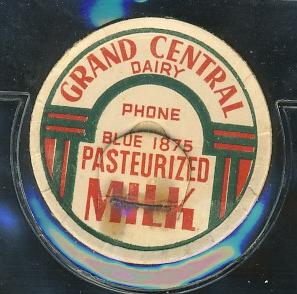 GRAND CENTRAL
DAIRY
PHONE
BLUE 1875
PASTEURIZED
MILK